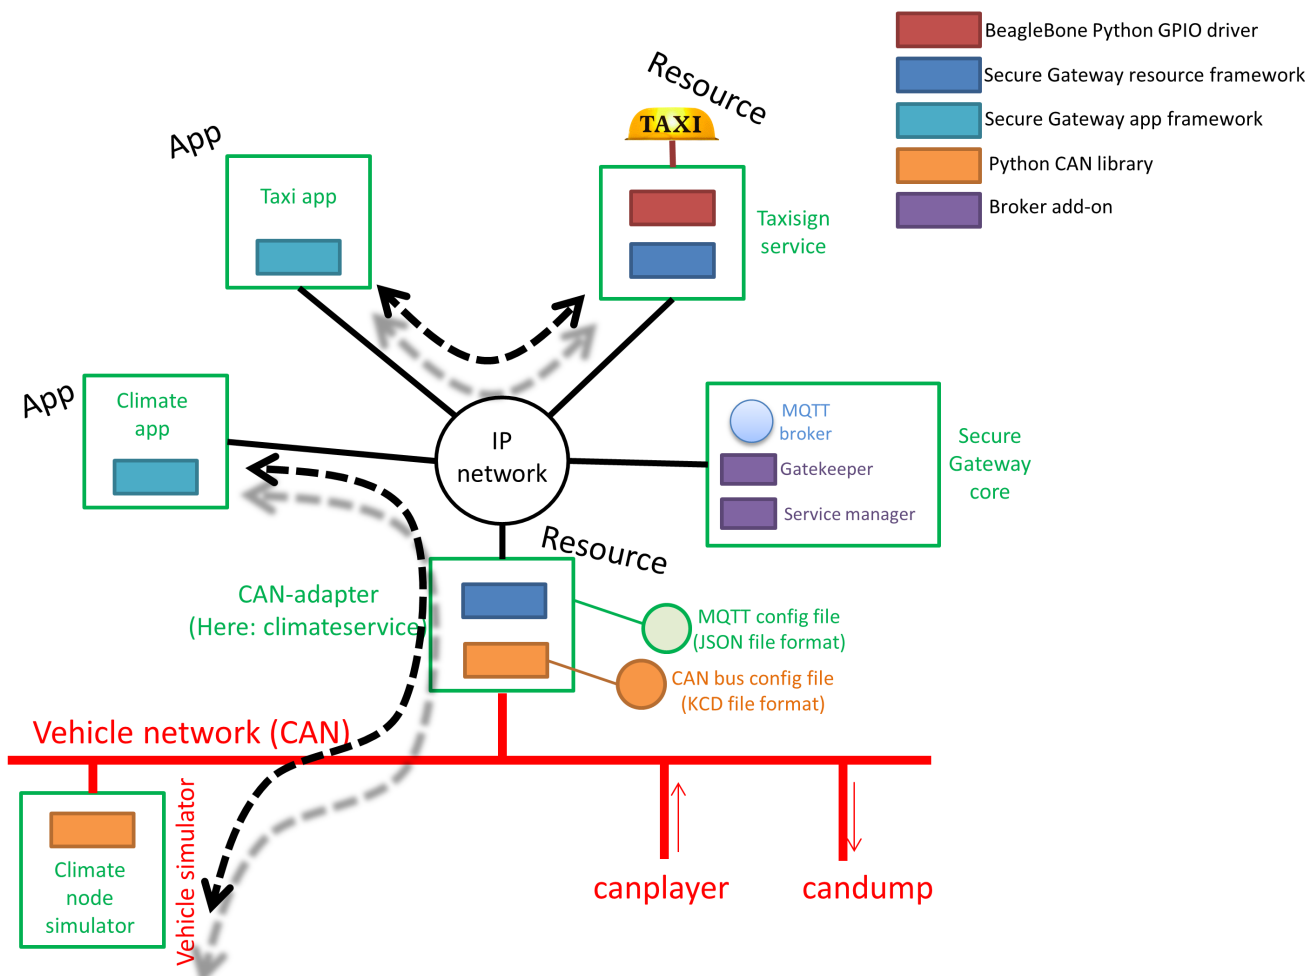 BeagleBone Python GPIO driver
Secure Gateway resource framework
Secure Gateway app framework
Python CAN library
Broker add-on
Resource
TAXI
App
Taxi app
Taxisign
service
App
Climate
app
IP
network
MQTT
broker
Gatekeeper
Service manager
Secure
Gateway
core
Resource
CAN-adapter
(Here: climateservice)
MQTT config file
(JSON file format)
CAN bus config file
(KCD file format)
Vehicle network (CAN)
Vehicle simulator
Climate
node
simulator
canplayer
candump